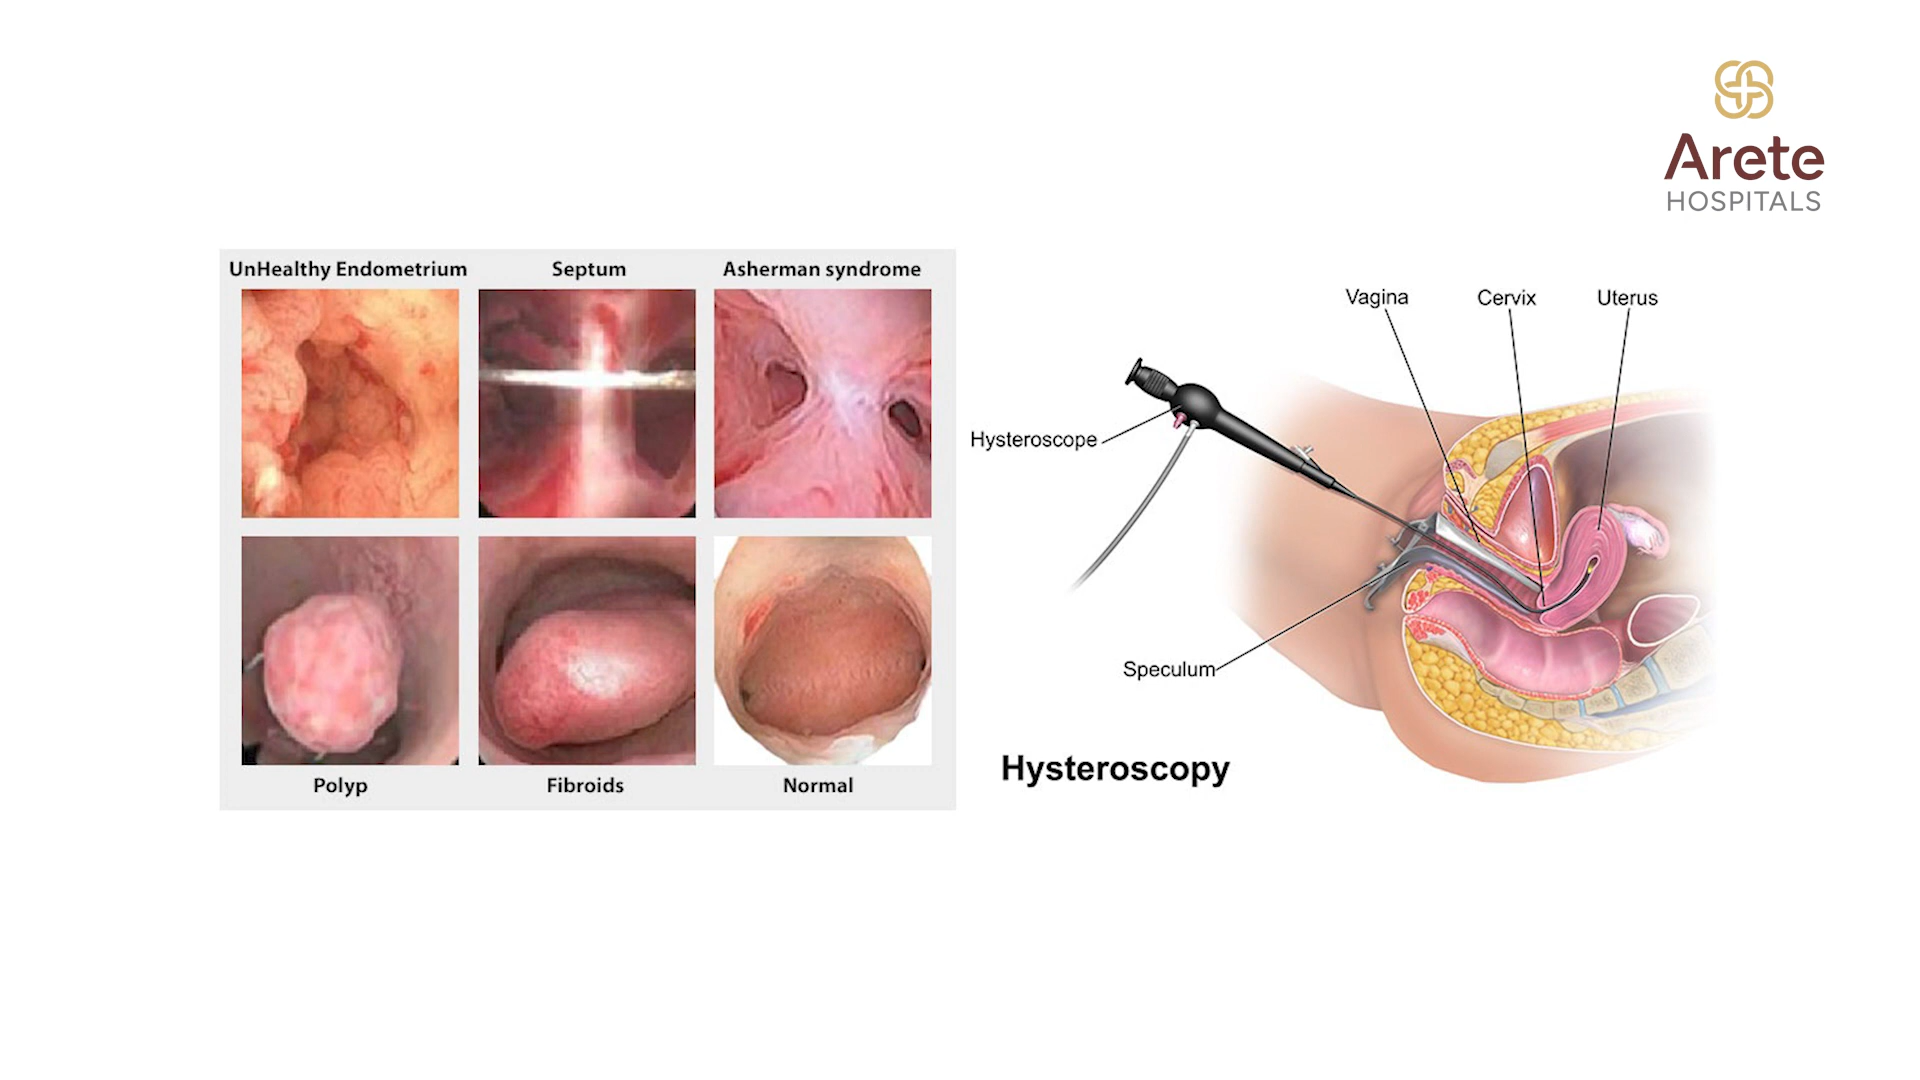 Arete
HOSPITALS
UnHealthy Endometrium
Septum
Asherman syndrome
Polyp
Fibroids
Normal
Vagina
Cervix
Uterus
Hysteroscope
Speculum
Hysteroscopy